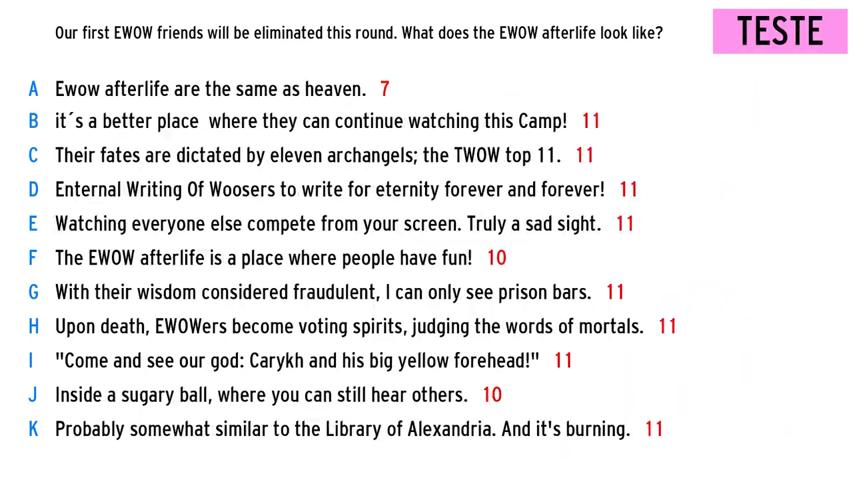 Our first EWOW friends will be eliminated this round. What does the EWOW afterlife look like?
TESTE
A Ewow afterlife are the same as heaven. 7
B it´s a better place  where they can continue watching this Camp! 11
C Their fates are dictated by eleven archangels; the TWOW top 11. 11
D Enternal Writing Of Woosers to write for eternity forever and forever! 11
E Watching everyone else compete from your screen. Truly a sad sight. 11
F The EWOW afterlife is a place where people have fun! 10
G With their wisdom considered fraudulent, I can only see prison bars. 11
H Upon death, EWOWers become voting spirits, judging the words of mortals. 11
I "Come and see our god: Carykh and his big yellow forehead!" 11
J Inside a sugary ball, where you can still hear others. 10
K Probably somewhat similar to the Library of Alexandria. And it's burning. 11